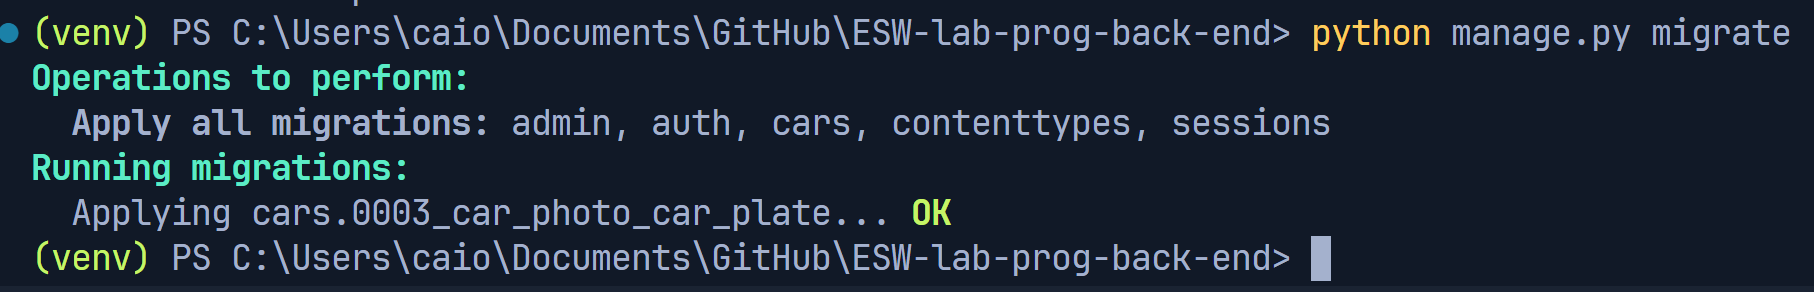 (venv) PS C:\Users\caio\Documents\GitHub\ESW-lab-prog-back-end> python manage.py migrate
Operations to perform:
  Apply all migrations: admin, auth, cars, contenttypes, sessions
Running migrations:
  Applying cars.0003_car_photo_car_plate... OK
(venv) PS C:\Users\caio\Documents\GitHub\ESW-lab-prog-back-end>